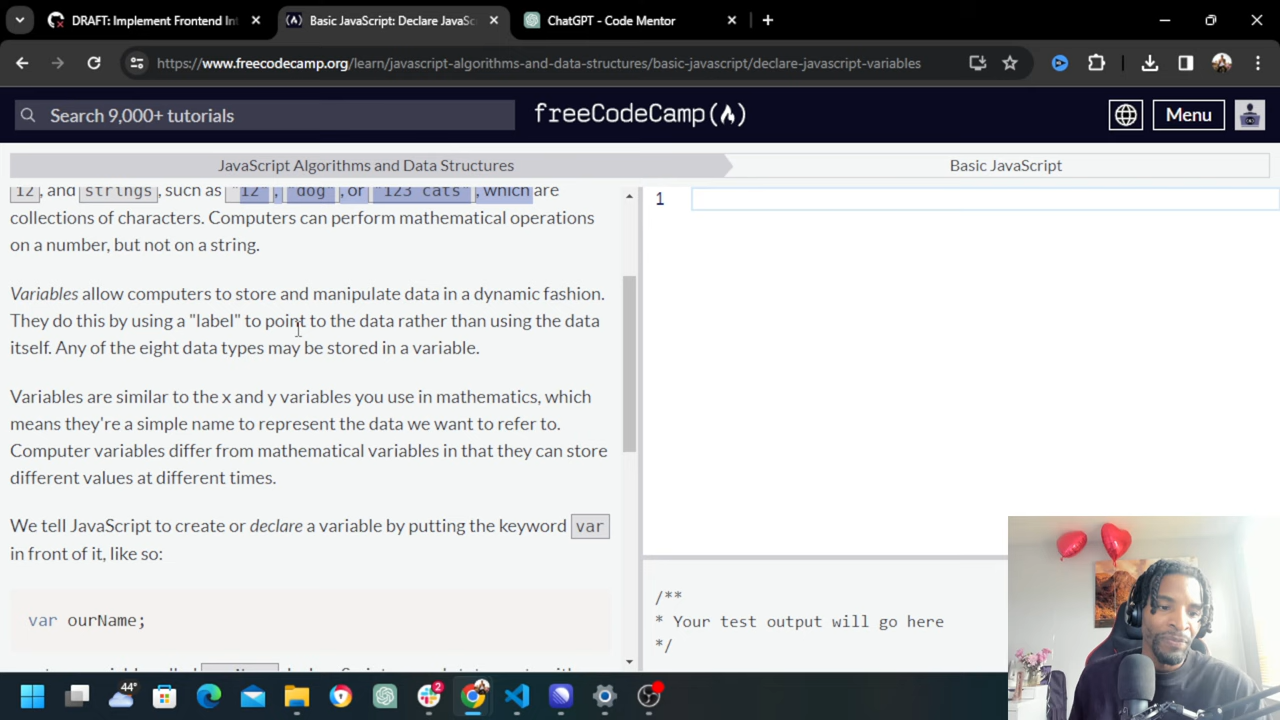 DRAFT: Implement Frontend Int
Basic JavaScript: Declare JavaSc
ChatGPT - Code Mentor
https://www.freecodecamp.org/learn/javascript-algorithms-and-data-structures/basic-javascript/declare-javascript-variables
Search 9,000+ tutorials
freeCodeCamp(🔥)
Menu
JavaScript Algorithms and Data Structures
Basic JavaScript
12, and strings, such as "12", "dog", or "123 cats", which are
collections of characters. Computers can perform mathematical operations
on a number, but not on a string.
Variables allow computers to store and manipulate data in a dynamic fashion.
They do this by using a "label" to point to the data rather than using the data
itself. Any of the eight data types may be stored in a variable.
Variables are similar to the x and y variables you use in mathematics, which
means they're a simple name to represent the data we want to refer to.
Computer variables differ from mathematical variables in that they can store
different values at different times.
We tell JavaScript to create or declare a variable by putting the keyword var
in front of it, like so:
var ourName;
1
/**
* Your test output will go here
*/
44°
2